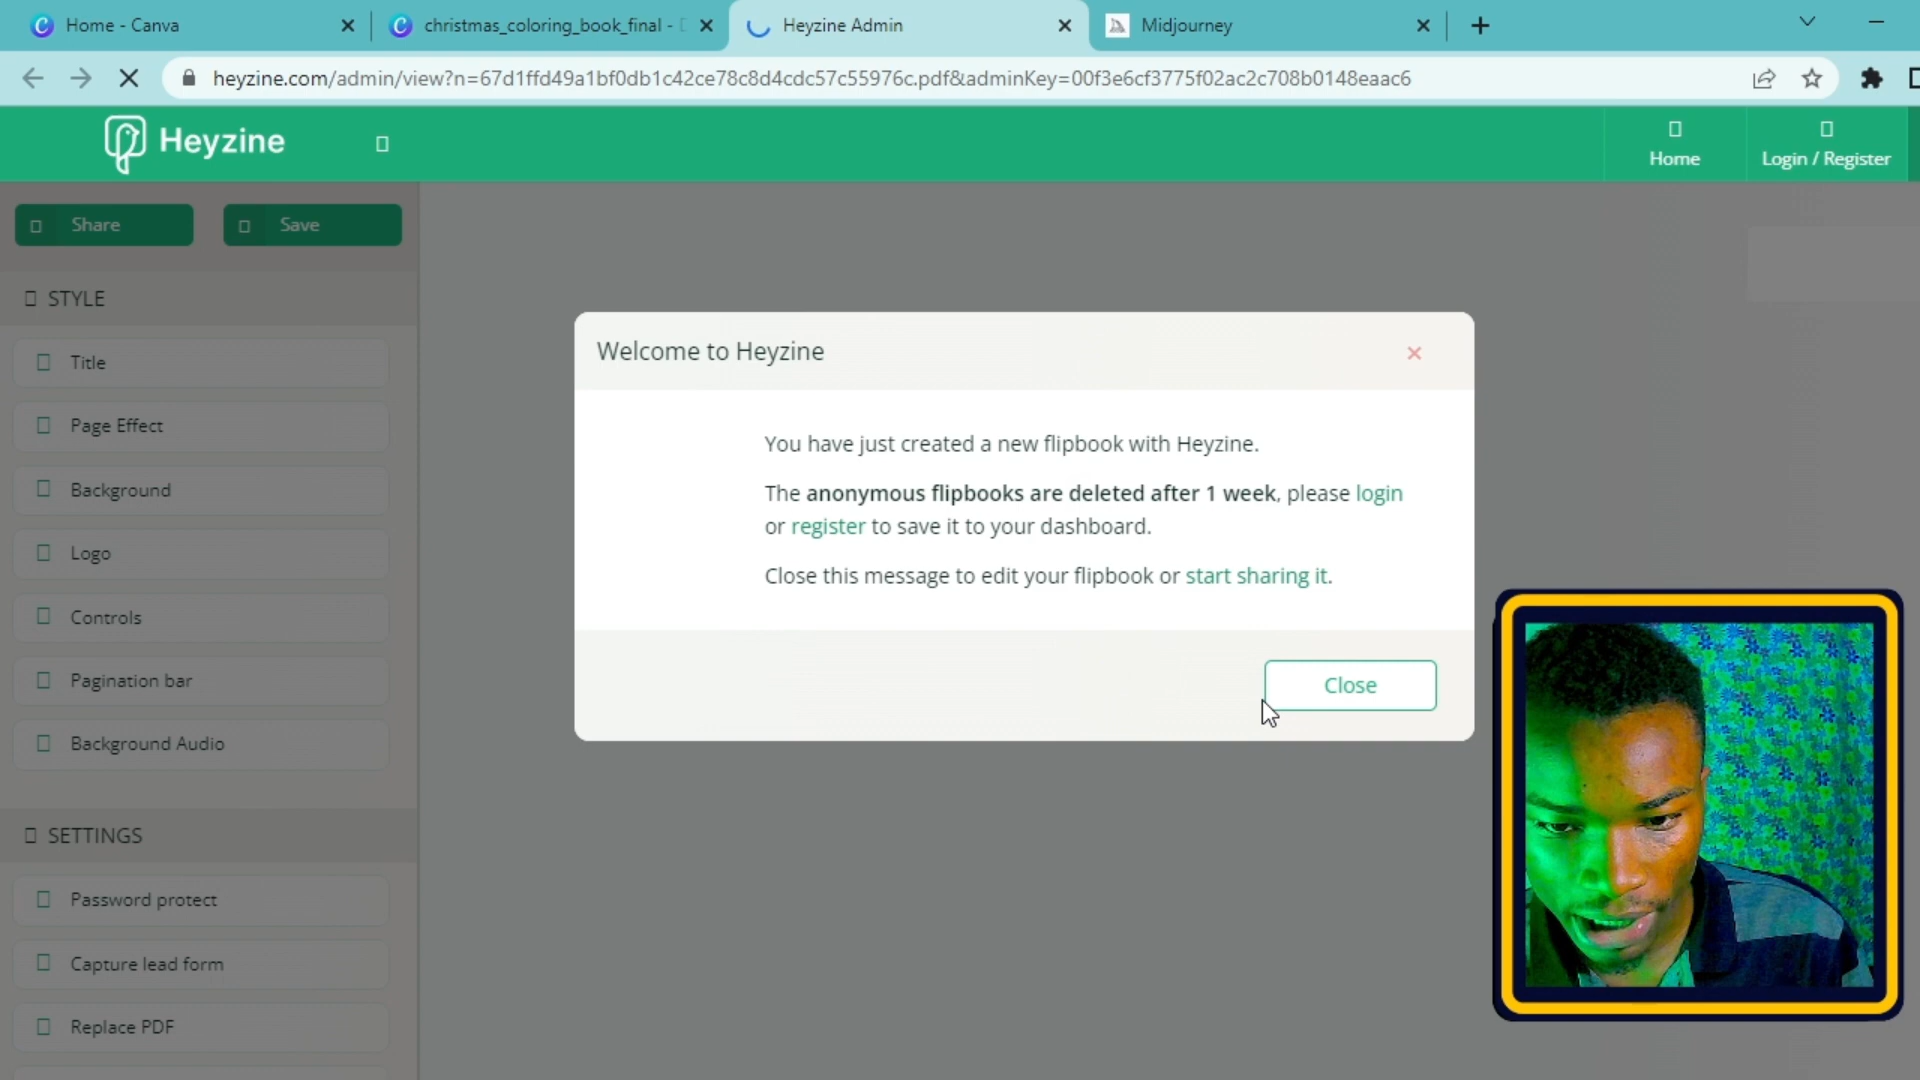 Home - Canva
christmas_coloring_book_final -
Heyzine Admin
Midjourney
heyzine.com/admin/view?n=67d1ffd49a1bf0db1c42ce78c8d4cdc57c55976c.pdf&adminKey=00f3e6cf3775f02ac2c708b0148eaac6
Heyzine
Home
Login / Register
Share
Save
STYLE
Title
Page Effect
Background
Logo
Controls
Pagination bar
Background Audio
SETTINGS
Password protect
Capture lead form
Replace PDF
Welcome to Heyzine
You have just created a new flipbook with Heyzine.
The anonymous flipbooks are deleted after 1 week, please login
or register to save it to your dashboard.
Close this message to edit your flipbook or start sharing it.
Close